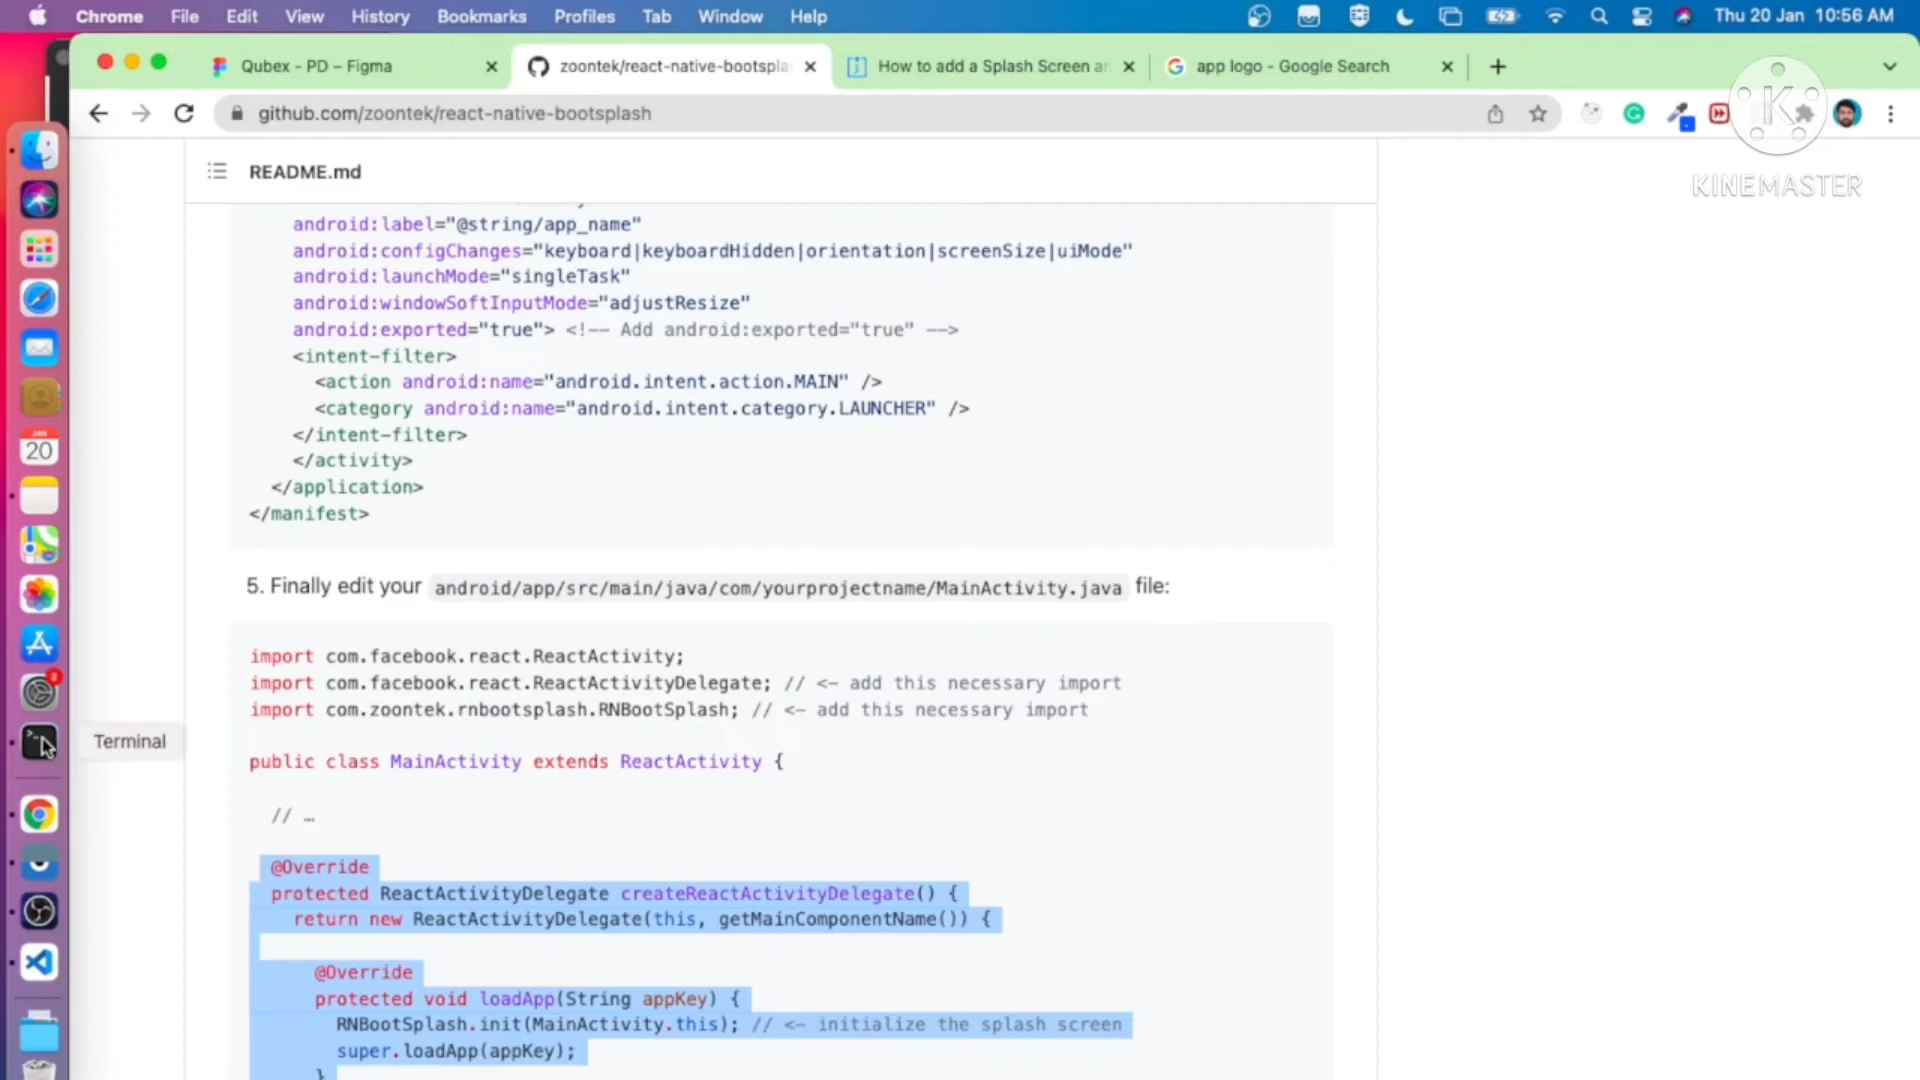 Chrome File Edit View History Bookmarks Profiles Tab Window Help Thu 20 Jan 10:56 AM
Qubex - PD – Figma zoontek/react-native-bootspla How to add a Splash Screen an app logo - Google Search
github.com/zoontek/react-native-bootsplash
KINEMASTER
README.md
android:label="@string/app_name"
android:configChanges="keyboard|keyboardHidden|orientation|screenSize|uiMode"
android:launchMode="singleTask"
android:windowSoftInputMode="adjustResize"
android:exported="true"> <!-- Add android:exported="true" -->
<intent-filter>
<action android:name="android.intent.action.MAIN" />
<category android:name="android.intent.category.LAUNCHER" />
</intent-filter>
</activity>
</application>
</manifest>
5. Finally edit your android/app/src/main/java/com/yourprojectname/MainActivity.java file:
import com.facebook.react.ReactActivity;
import com.facebook.react.ReactActivityDelegate; // <- add this necessary import
import com.zoontek.rnbootsplash.RNBootSplash; // <- add this necessary import
Terminal
public class MainActivity extends ReactActivity {
// …
@Override
protected ReactActivityDelegate createReactActivityDelegate() {
return new ReactActivityDelegate(this, getMainComponentName()) {
@Override
protected void loadApp(String appKey) {
RNBootSplash.init(MainActivity.this); // <- initialize the splash screen
super.loadApp(appKey);
}
JAN
20
2
K